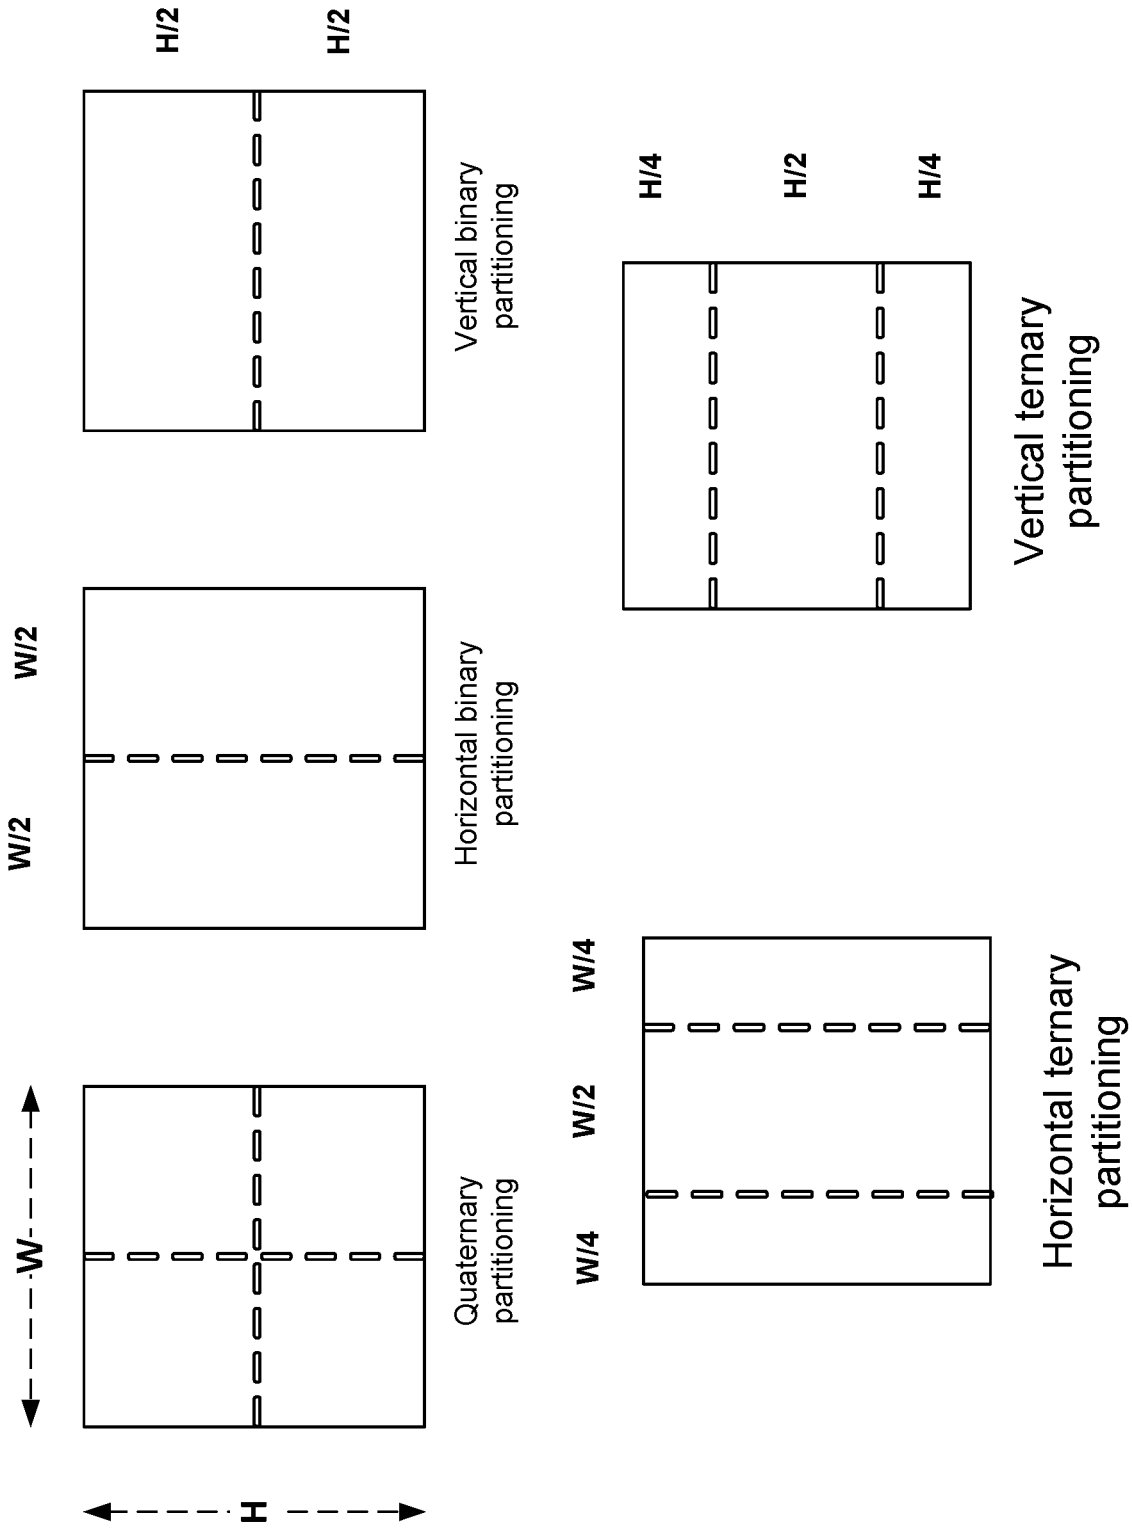 W
W/2
W/2
H
H/2
H/2
Quaternary
partitioning
Horizontal binary
partitioning
Vertical binary
partitioning
W/4
W/2
W/4
H/4
H/2
H/4
Horizontal ternary
partitioning
Vertical ternary
partitioning